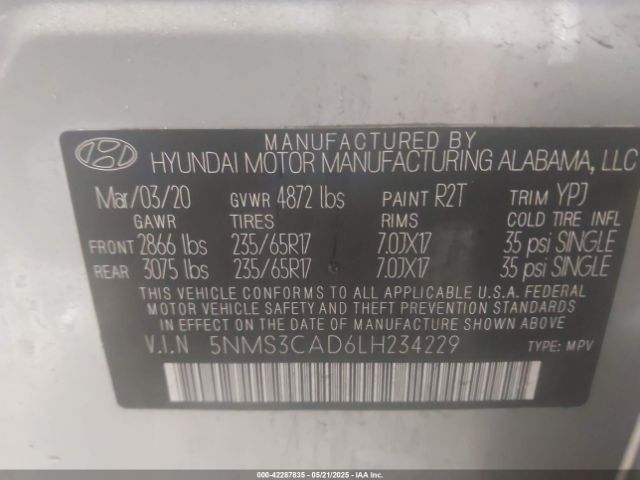 MANUFACTURED BY
HYUNDAI MOTOR MANUFACTURING ALABAMA, LLC
Mar/03/20 GVWR 4872 lbs PAINT R2T TRIM YPJ
GAWR TIRES RIMS COLD TIRE INFL
FRONT 2866 lbs 235/65R17 7.0JX17 35 psi SINGLE
REAR 3075 lbs 235/65R17 7.0JX17 35 psi SINGLE
THIS VEHICLE CONFORMS TO ALL APPLICABLE U.S.A. FEDERAL
MOTOR VEHICLE SAFETY AND THEFT PREVENTION STANDARDS
IN EFFECT ON THE DATE OF MANUFACTURE SHOWN ABOVE.
V.I.N 5NMS3CAD6LH234229 TYPE: MPV
000-42287835 - 05/21/2025 - IAA Holdings, LLC.